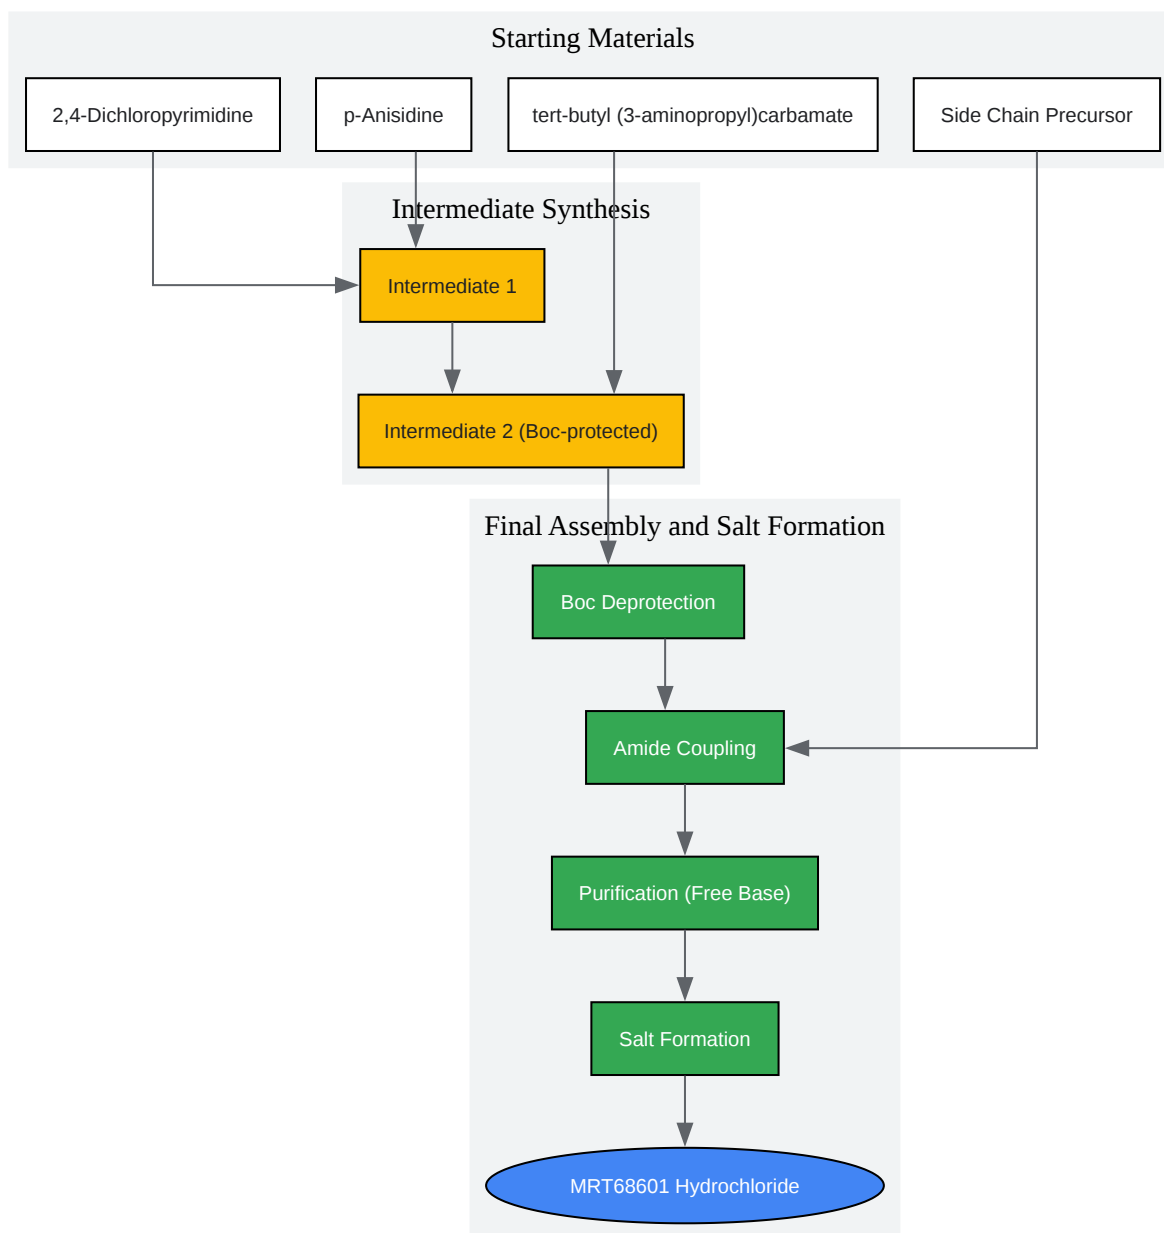 Starting Materials
2,4-Dichloropyrimidine
p-Anisidine
tert-butyl (3-aminopropyl)carbamate
Side Chain Precursor
Intermediate Synthesis
Intermediate 1
Intermediate 2 (Boc-protected)
Final Assembly and Salt Formation
Boc Deprotection
Amide Coupling
Purification (Free Base)
Salt Formation
MRT68601 Hydrochloride